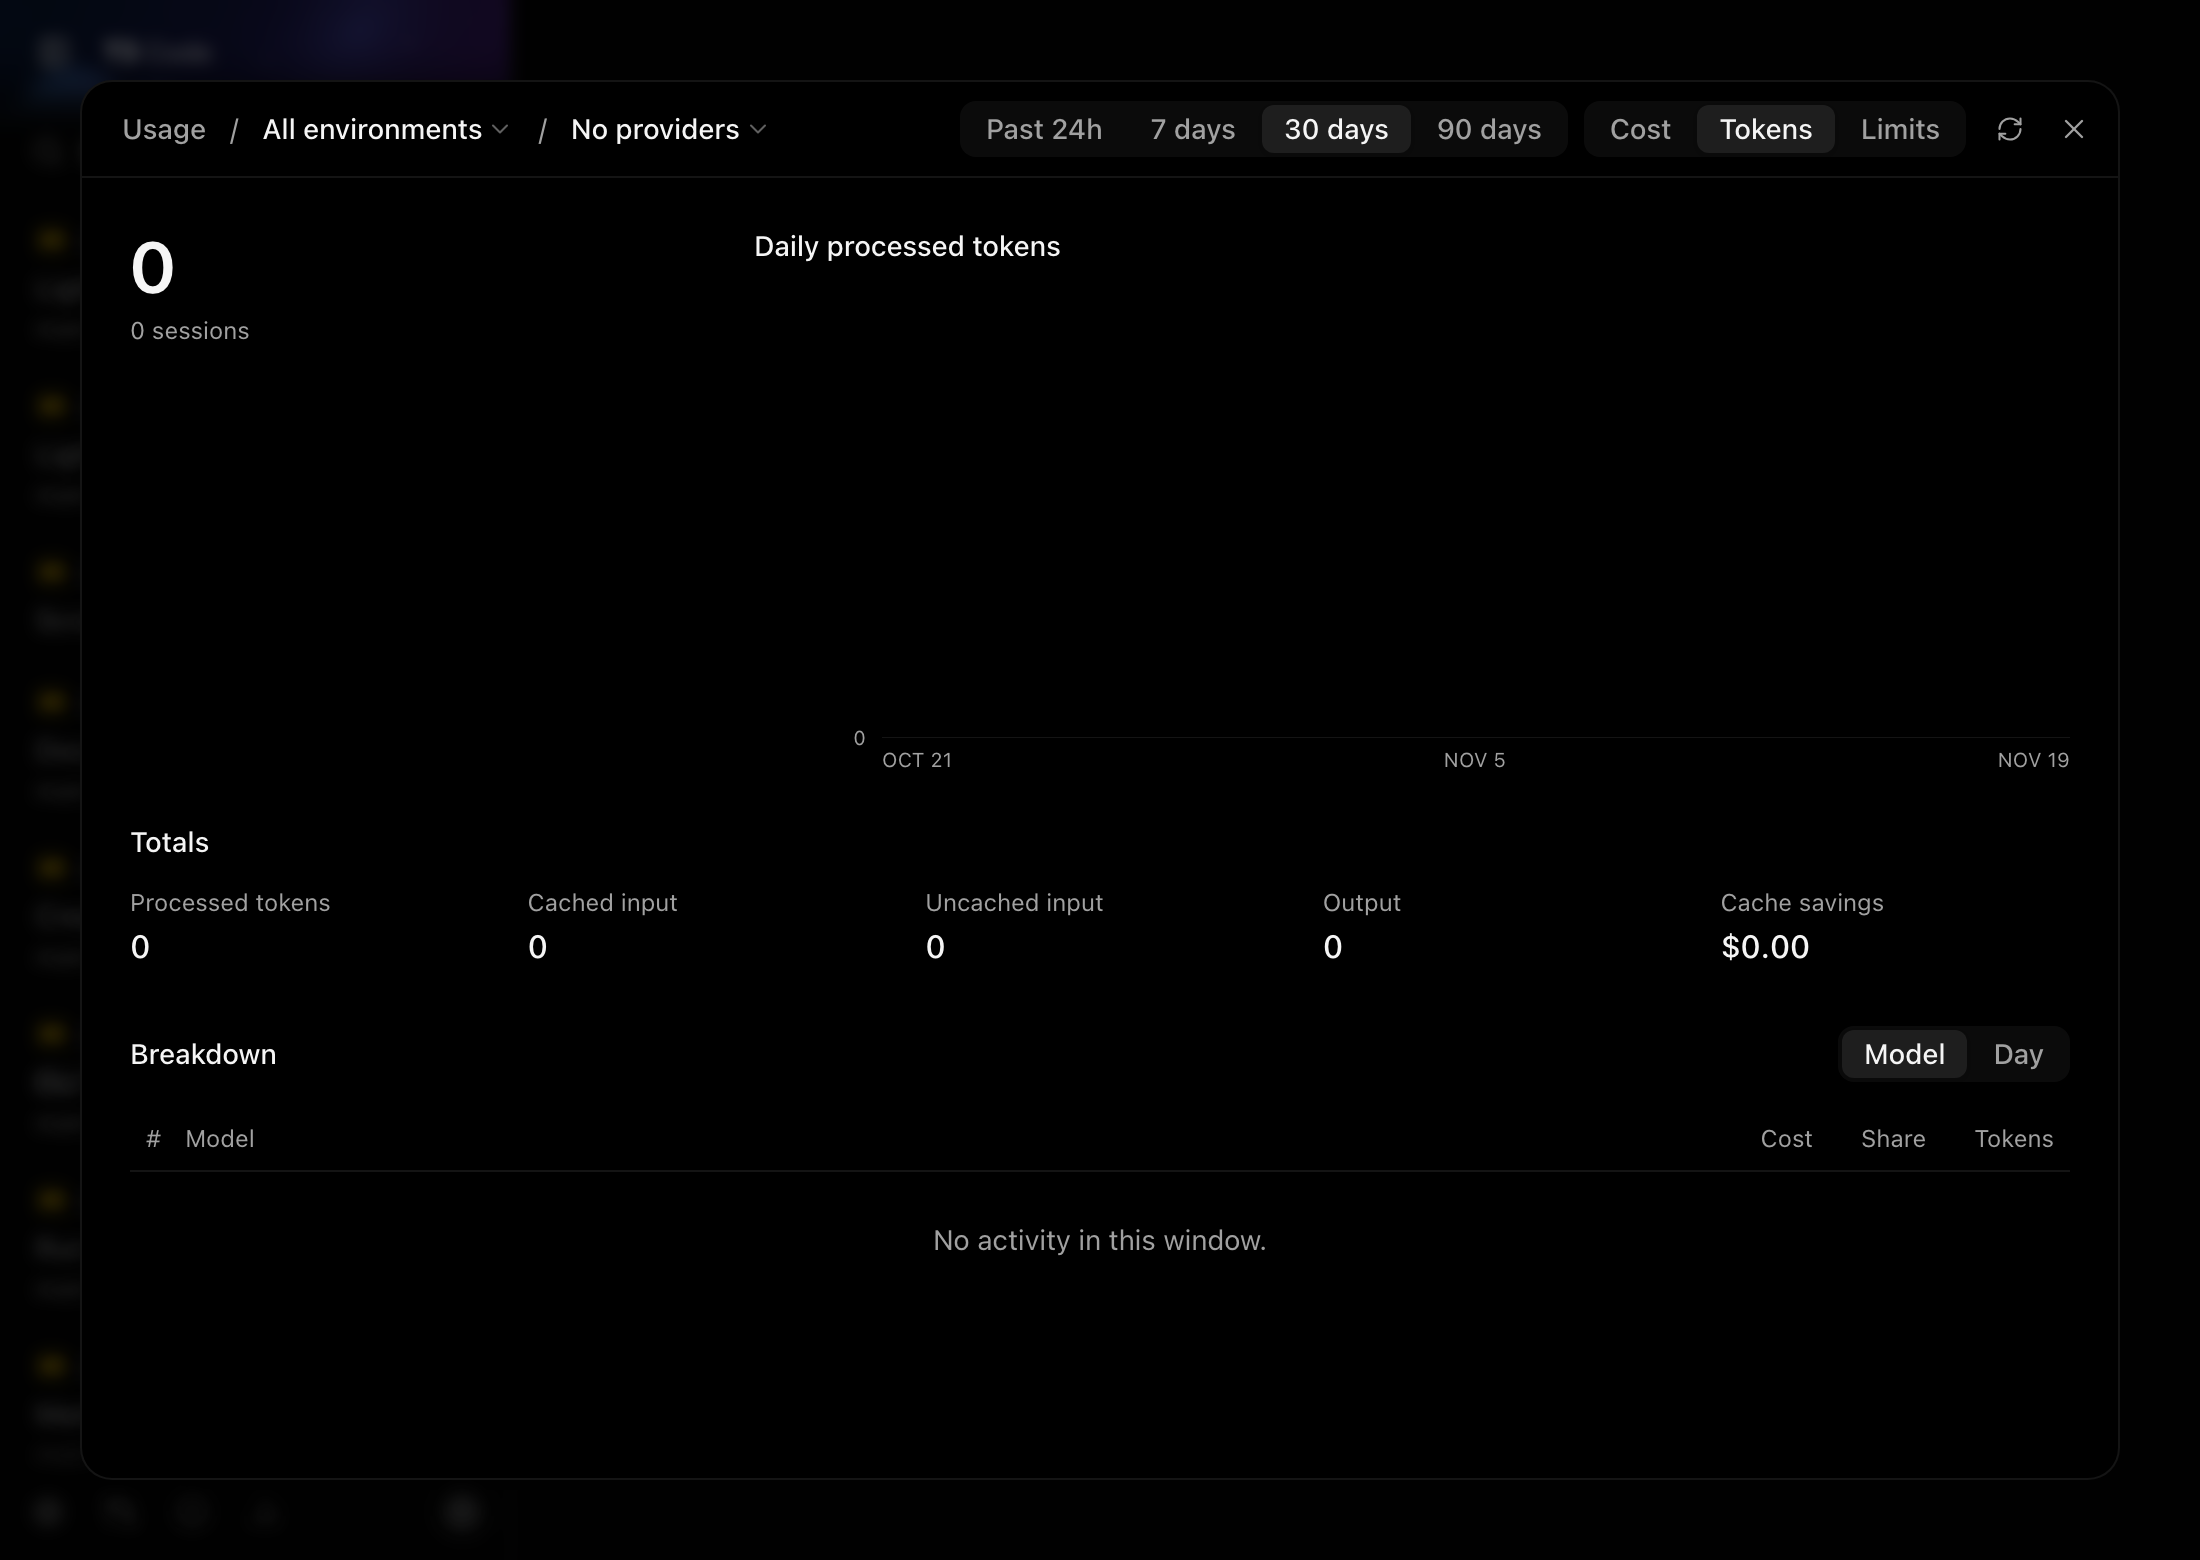 Usage / All environments / No providers
Past 24h 7 days 30 days 90 days
Cost Tokens Limits
0
0 sessions
Daily processed tokens
0
OCT 21 NOV 5 NOV 19
Totals
Processed tokens Cached input Uncached input Output Cache savings
0 0 0 0 $0.00
Breakdown
Model Day
# Model Cost Share Tokens
No activity in this window.